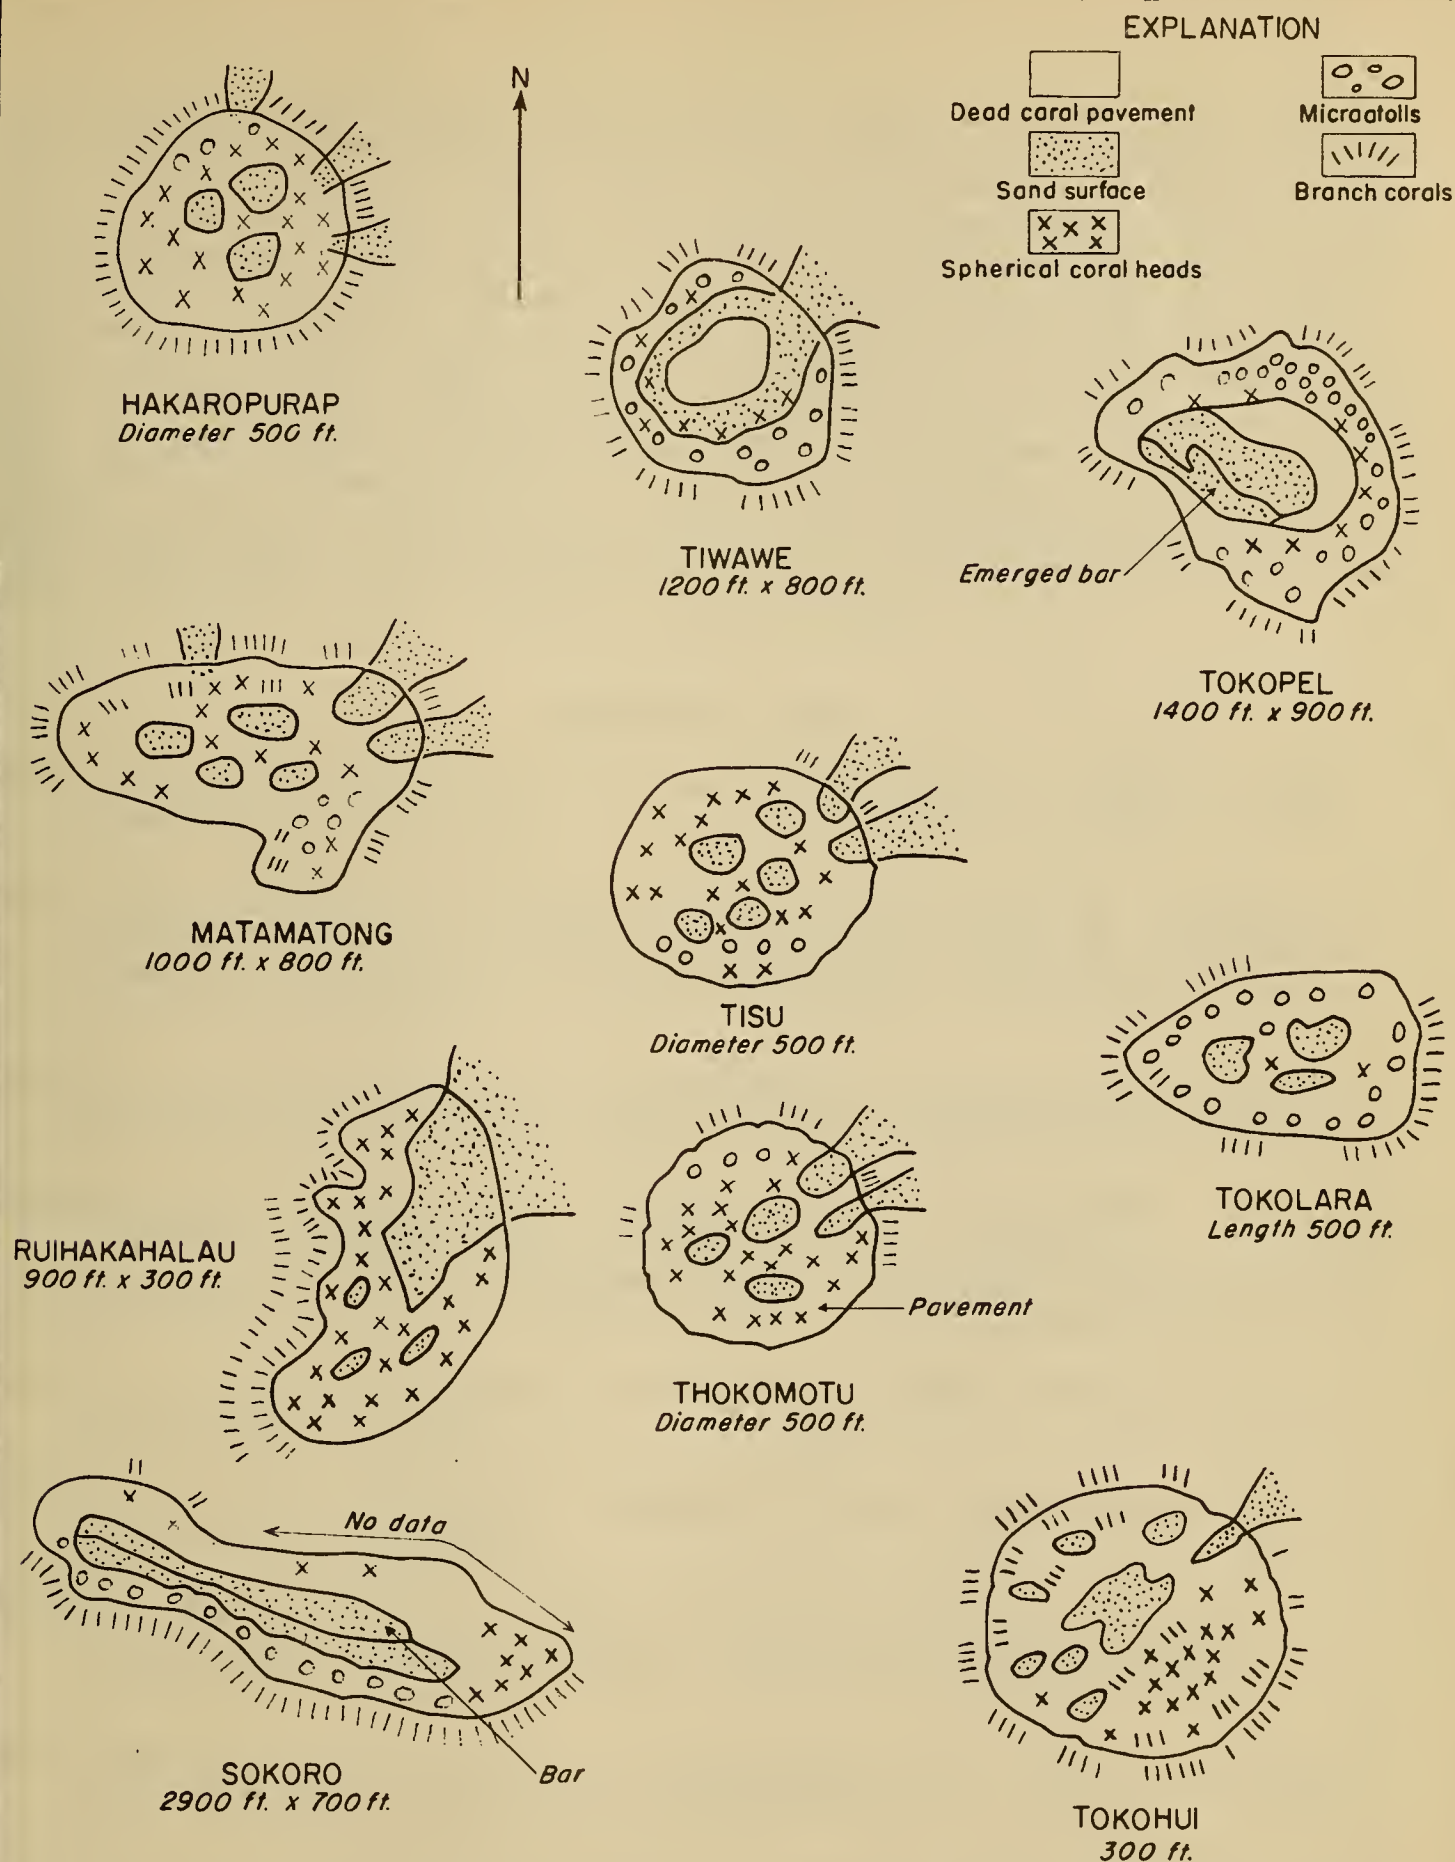 EXPLANATION
Dead coral pavement
Microatolls
Sand surface
Branch corals
Spherical coral heads
N
HAKAROPURAP
Diameter 500 ft.
TIWAWE
1200 ft. x 800 ft.
Emerged bar
TOKOPEL
1400 ft. x 900 ft.
MATAMATONG
1000 ft. x 800 ft.
TISU
Diameter 500 ft.
TOKOLARA
Length 500 ft.
RUIHAKAHALAU
900 ft. x 300 ft.
Pavement
THOKOMOTU
Diameter 500 ft.
No data
Bar
SOKORO
2900 ft. x 700 ft.
TOKOHUI
300 ft.